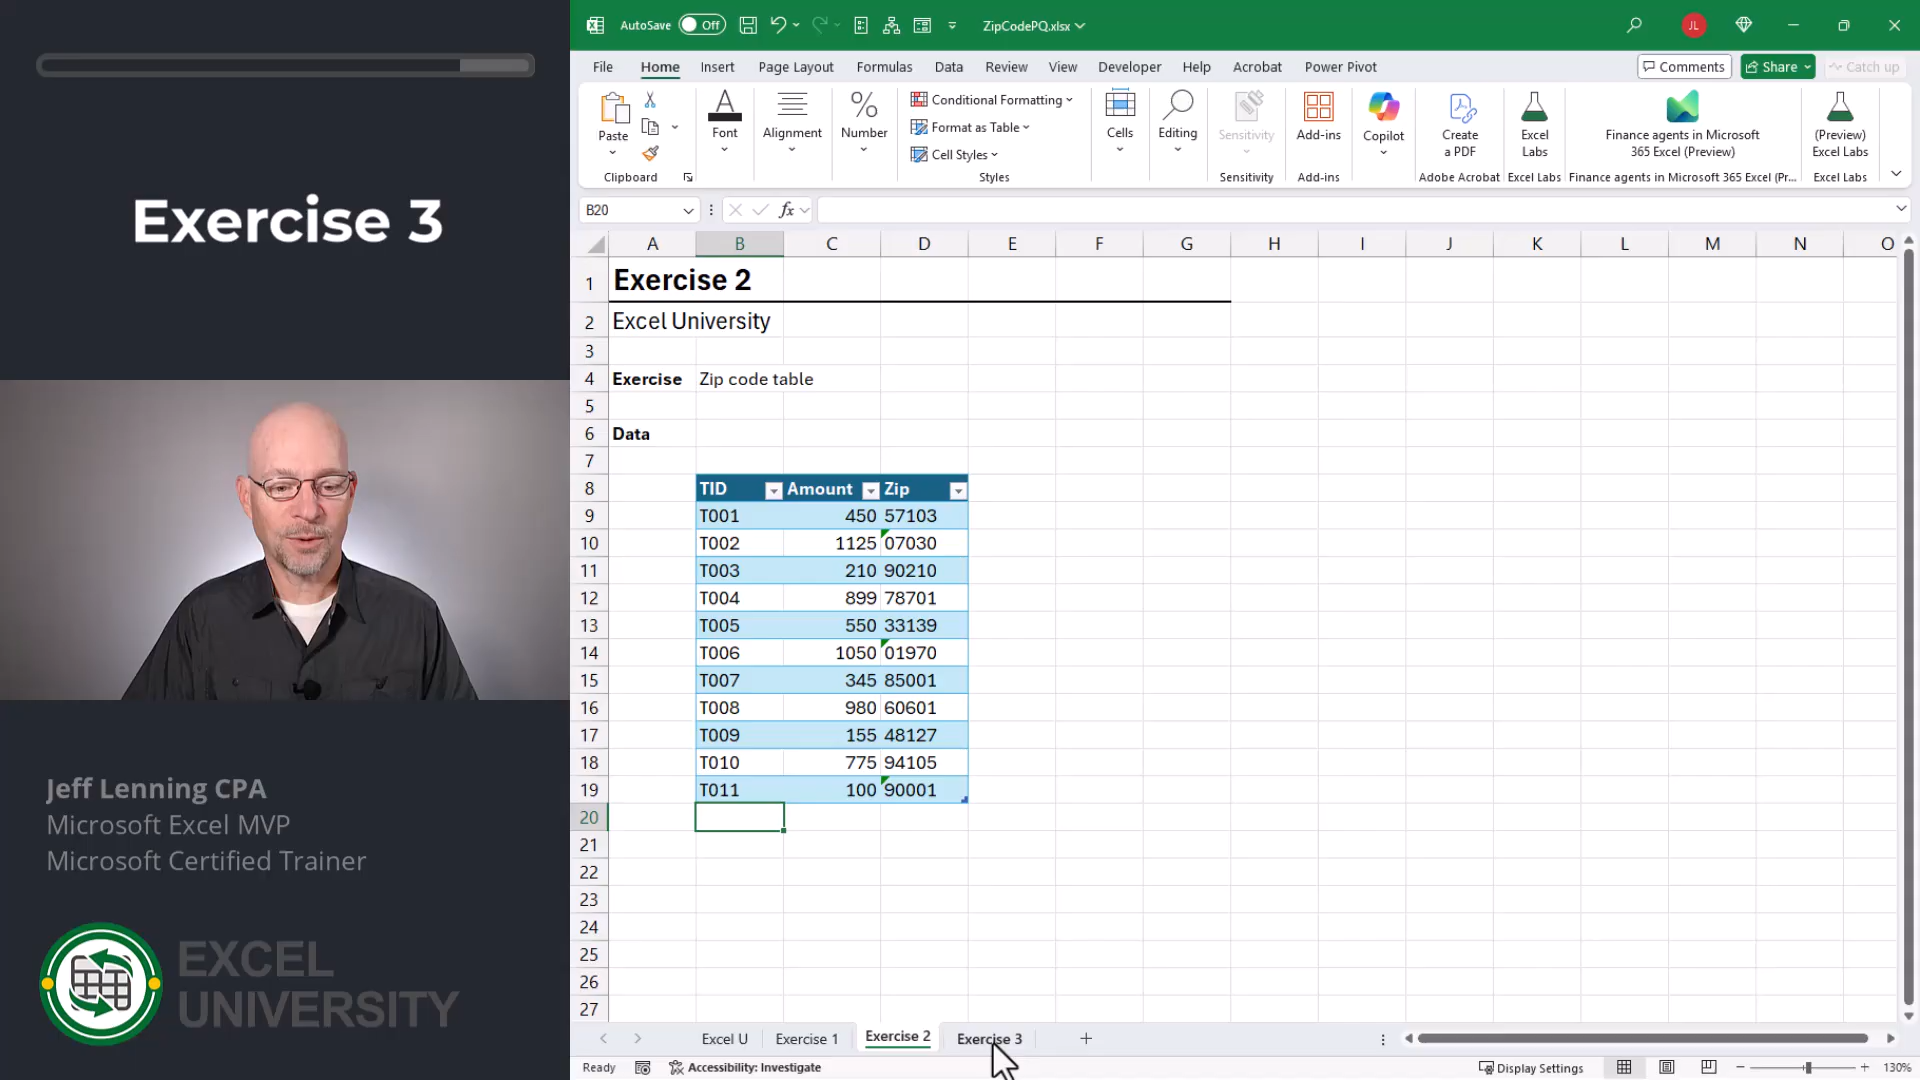 Exercise 3
Jeff Lenning CPA
Microsoft Excel MVP
Microsoft Certified Trainer
EXCEL
UNIVERSITY
AutoSave Off ZipCodePQ.xlsx JL
File Home Insert Page Layout Formulas Data Review View Developer Help Acrobat Power Pivot Comments Share Catch up
Paste
Clipboard
Font
Alignment
Number
Conditional Formatting
Format as Table
Cell Styles
Styles
Cells
Editing
Sensitivity
Sensitivity
Add-ins
Add-ins
Copilot
Create
a PDF
Adobe Acrobat
Excel
Labs
Excel Labs
Finance agents in Microsoft
365 Excel (Preview)
Finance agents in Microsoft 365 Excel (Pr...
(Preview)
Excel Labs
Excel Labs
B20 fx
A B C D E F G H I J K L M N O
1 Exercise 2
2 Excel University
3
4 Exercise Zip code table
5
6 Data
7
8 TID Amount Zip
9 T001 450 57103
10 T002 1125 07030
11 T003 210 90210
12 T004 899 78701
13 T005 550 33139
14 T006 1050 01970
15 T007 345 85001
16 T008 980 60601
17 T009 155 48127
18 T010 775 94105
19 T011 100 90001
20
21
22
23
24
25
26
27
Excel U Exercise 1 Exercise 2 Exercise 3
Ready Accessibility: Investigate Display Settings 130%